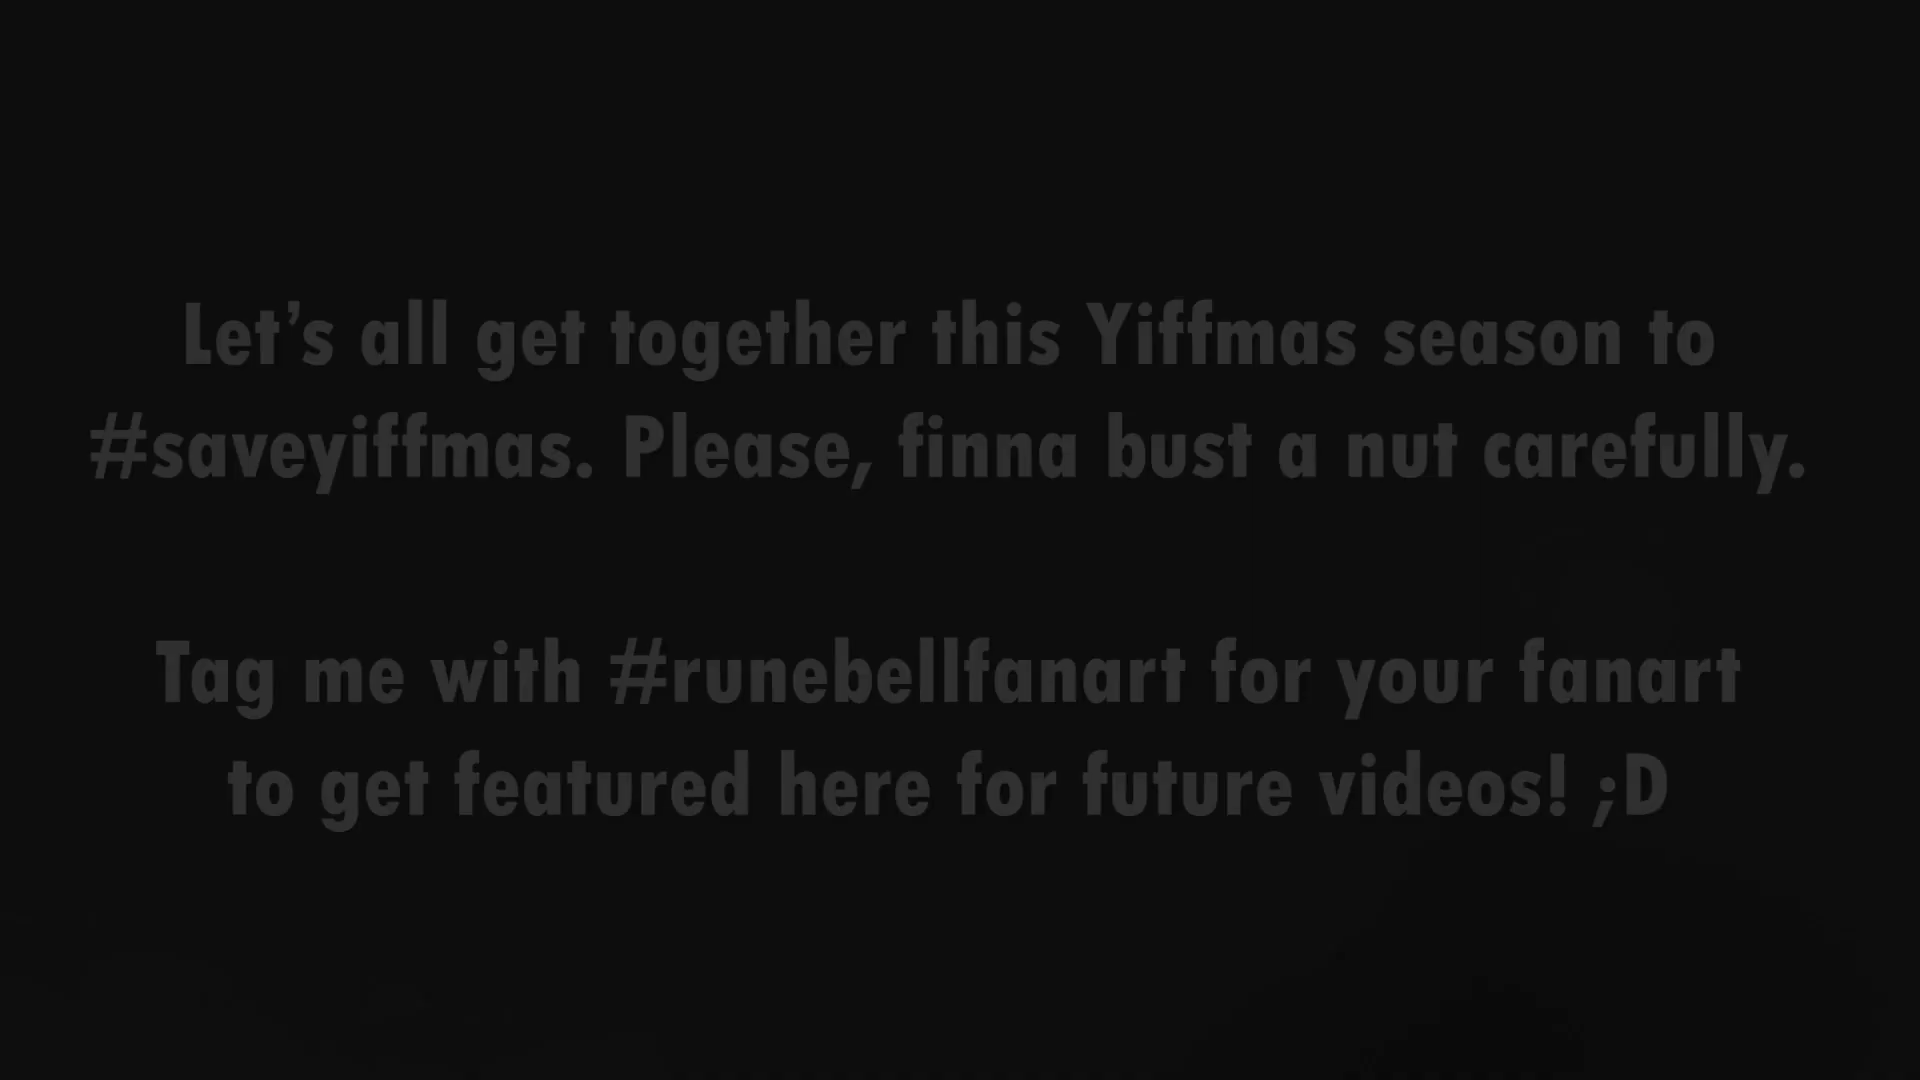 Let’s all get together this Yiffmas season to
#saveyiffmas. Please, finna bust a nut carefully.
Tag me with #runebellfanart for your fanart
to get featured here for future videos! ;D